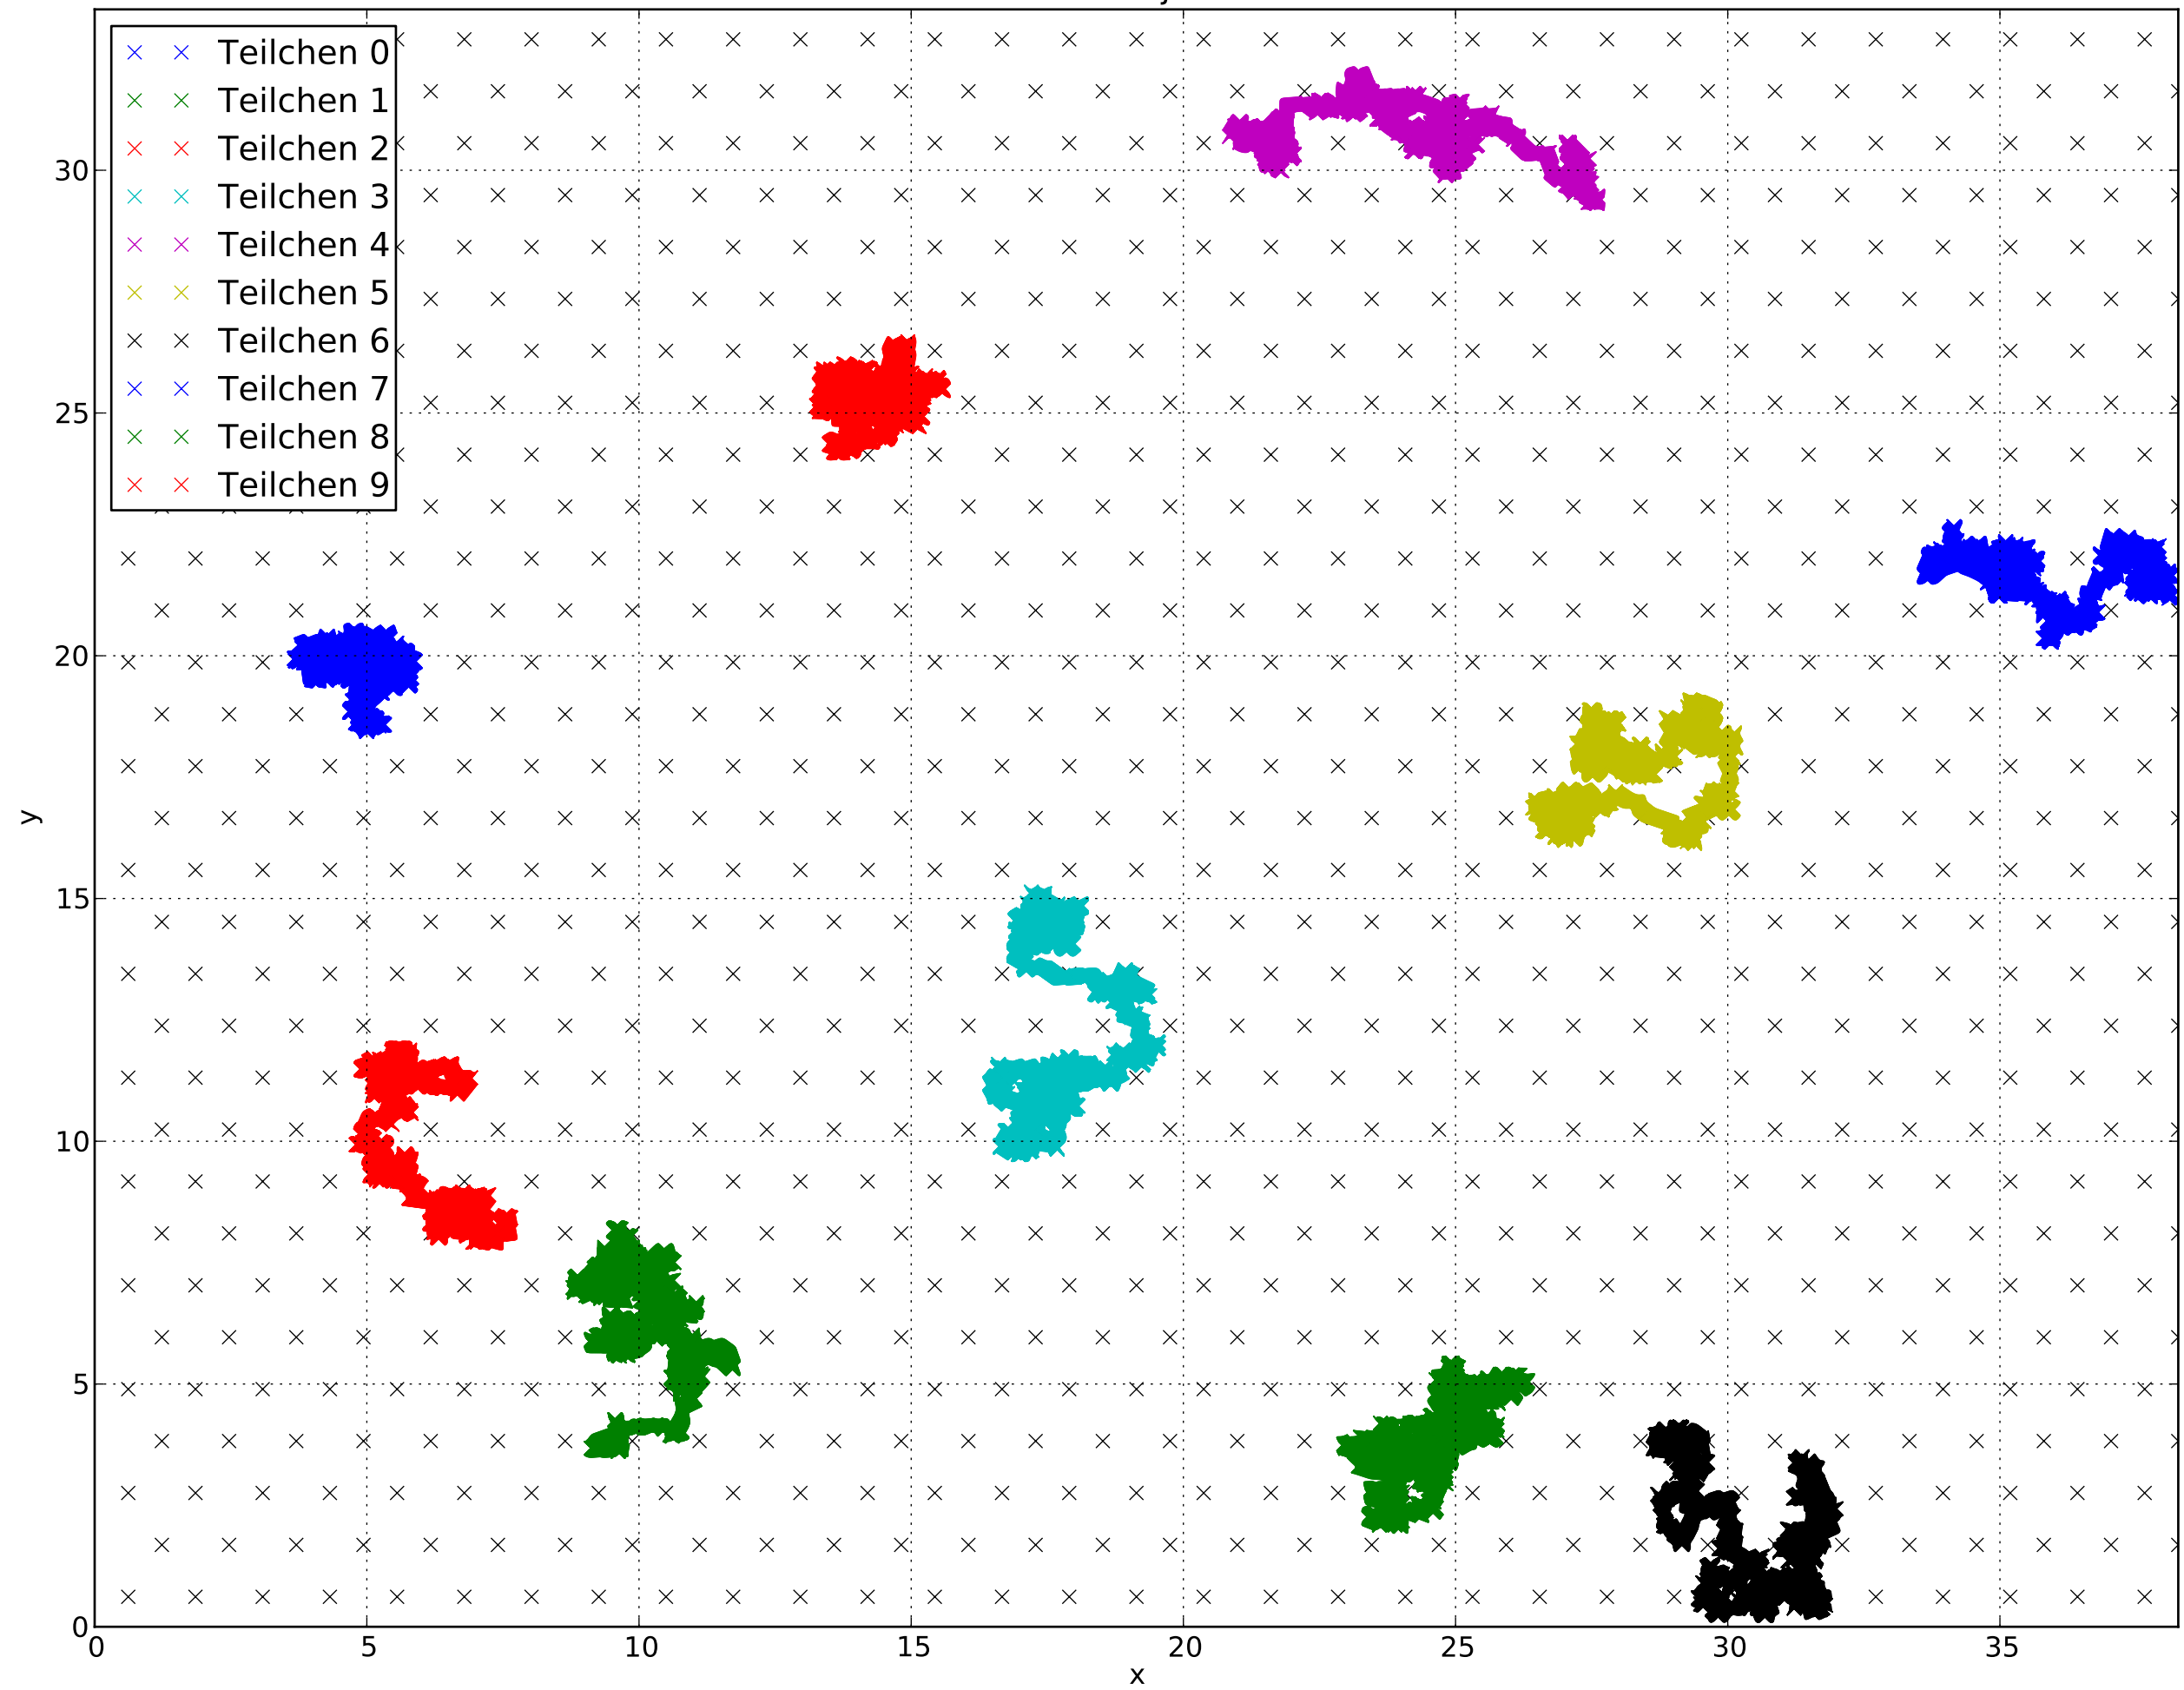 Teilchen 0
Teilchen 1
Teilchen 2
Teilchen 3
Teilchen 4
Teilchen 5
Teilchen 6
Teilchen 7
Teilchen 8
Teilchen 9
30
25
20
15
10
5
0
y
0 5 10 15 20 25 30 35
x